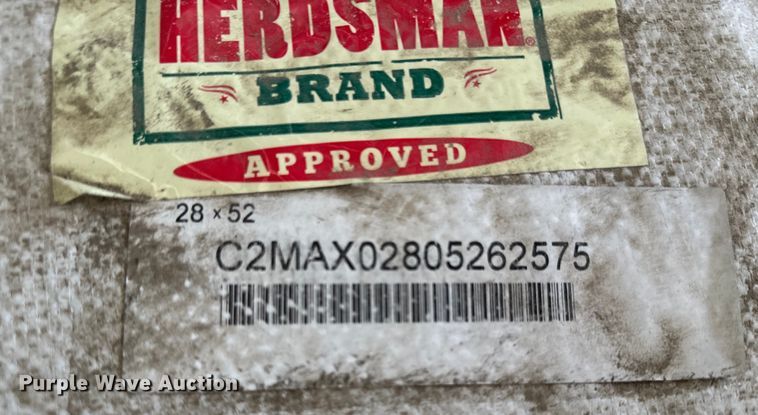 HERDSMAN®
BRAND
APPROVED
28 × 52
C2MAX02805262575
Purple Wave Auction